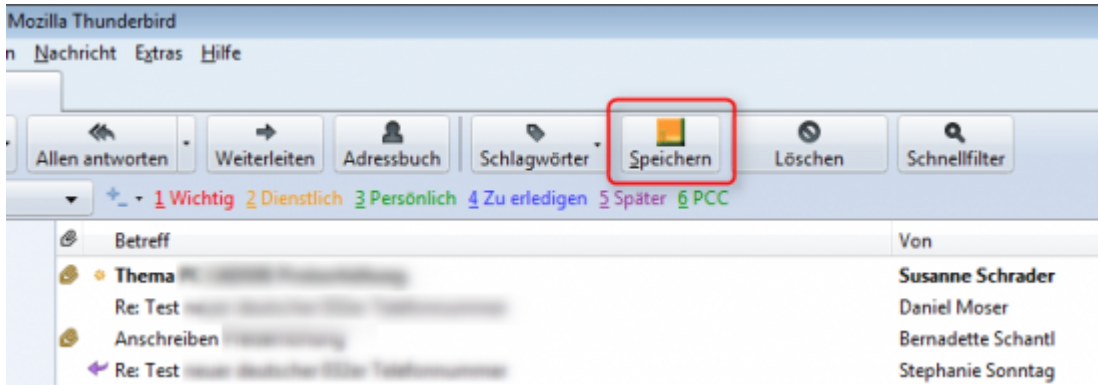 Mozilla Thunderbird
n Nachricht Extras Hilfe
Allen antworten Weiterleiten Adressbuch Schlagwörter Speichern Löschen Schnellfilter
1 Wichtig 2 Dienstlich 3 Persönlich 4 Zu erledigen 5 Später 6 PCC
Betreff Von
Thema Susanne Schrader
Re: Test Daniel Moser
Anschreiben Bernadette Schantl
Re: Test Stephanie Sonntag